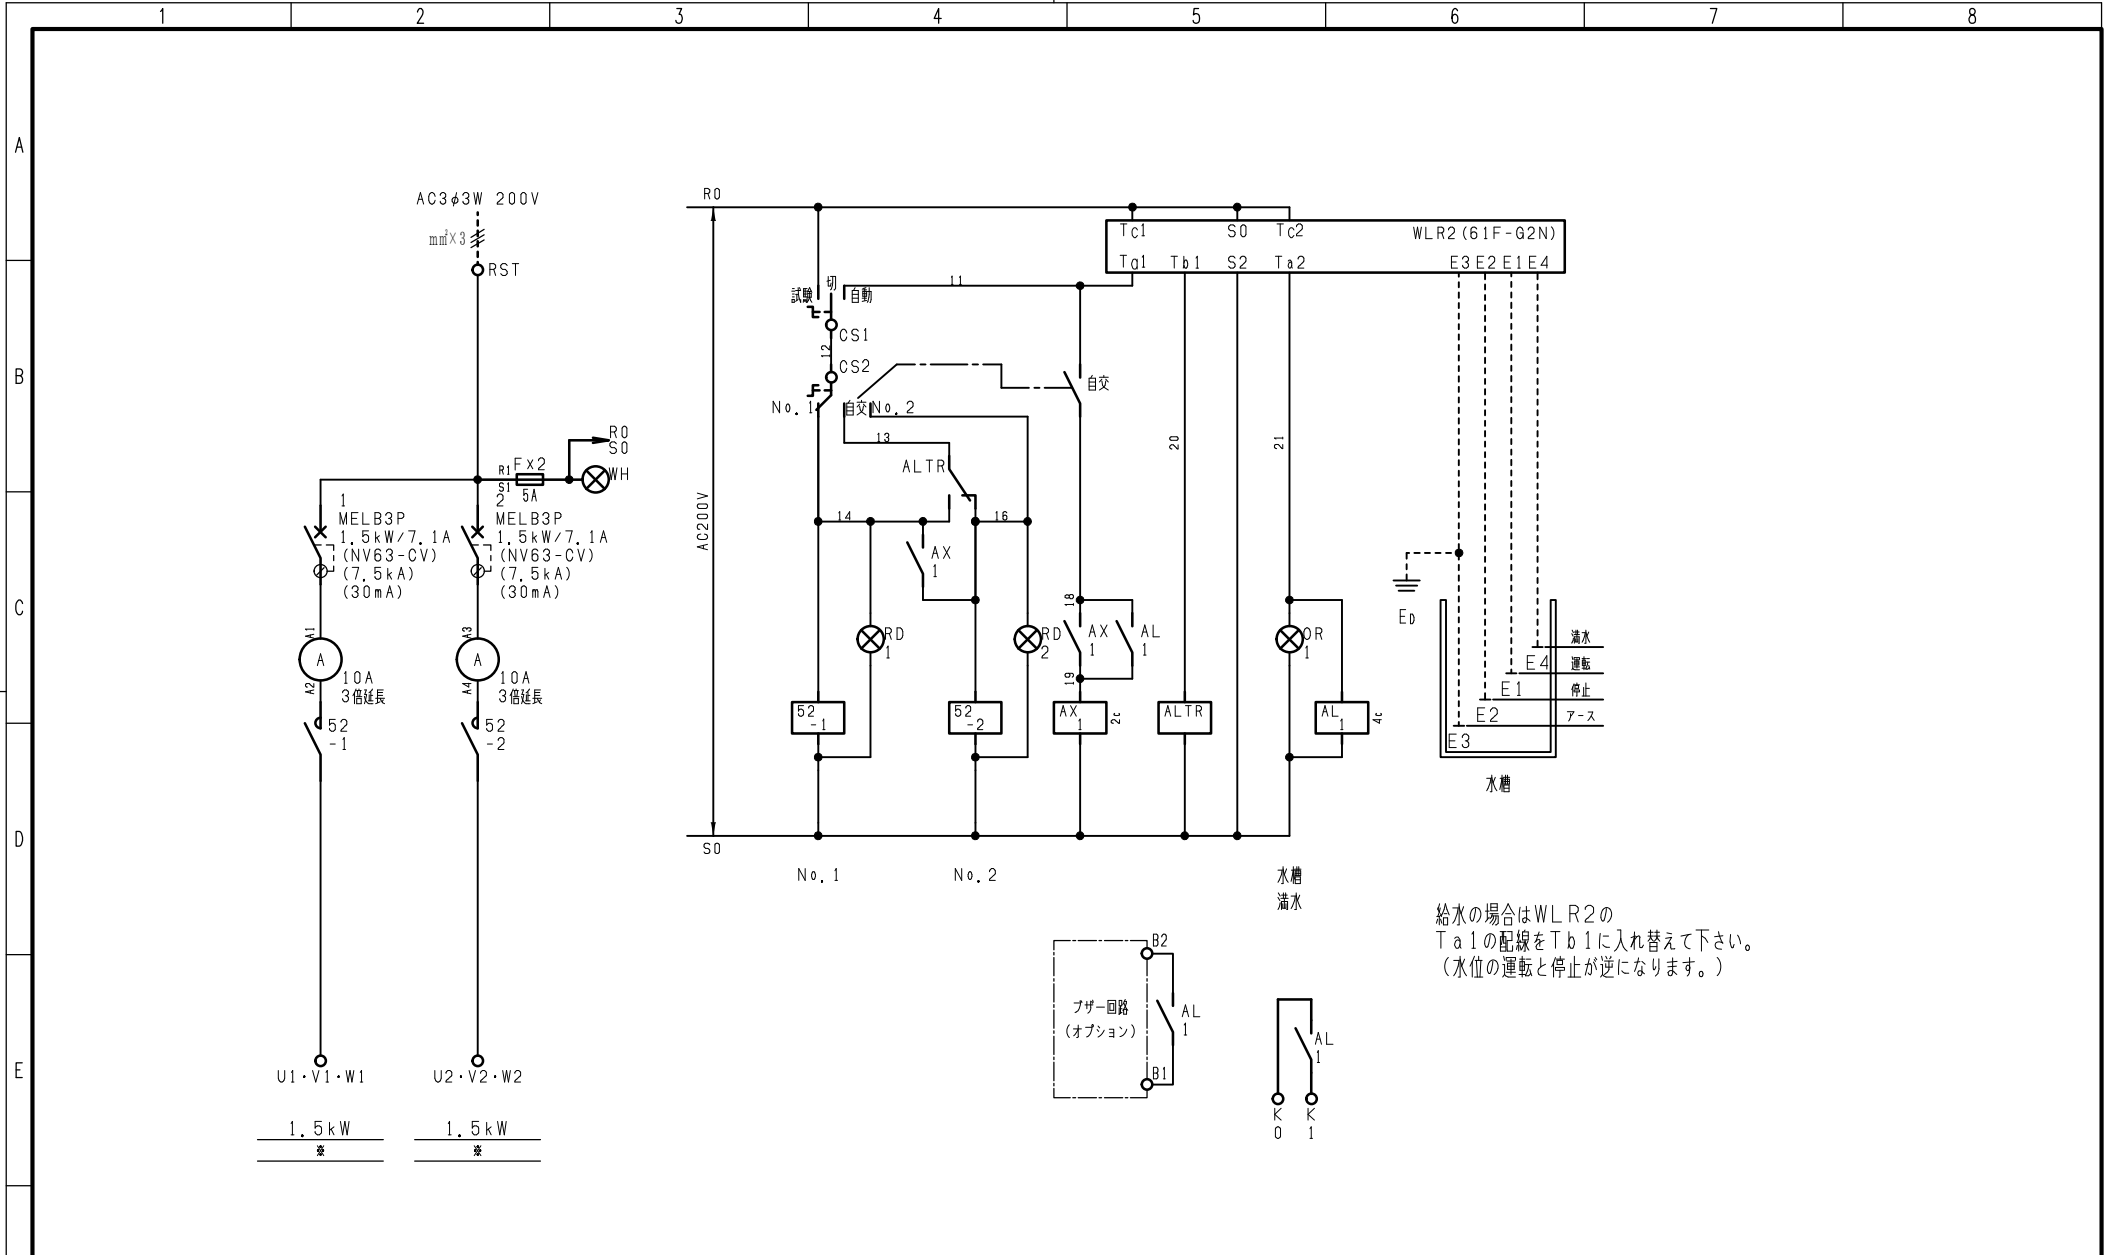 1 2 3 4 5 6 7 8
A
B
C
D
E
AC3φ3W 200V
mm²×3
RST
R0
S0
R1 F×2
S1 5A
WH
1
MELB3P
1.5kW/7.1A
(NV63-CV)
(7.5kA)
(30mA)
2
MELB3P
1.5kW/7.1A
(NV63-CV)
(7.5kA)
(30mA)
A1
A
A2
10A
3倍延長
A3
A
A4
10A
3倍延長
52
-1
52
-2
U1・V1・W1
U2・V2・W2
1.5kW
※
1.5kW
※
R0
AC200V
S0
試験 切 自動
11
CS1
12
CS2
No.1 自交 No.2
13
ALTR
14
16
AX
1
RD
1
RD
2
自交
18
AX
1
AL
1
19
20
21
OR
1
52
-1
52
-2
AX
1
2c
ALTR
AL
1
4c
No.1
No.2
水槽
満水
Tc1 S0 Tc2 WLR2(61F-G2N)
Ta1 Tb1 S2 Ta2 E3 E2 E1 E4
ED
満水
E4 運転
E1 停止
E2 アース
E3
水槽
給水の場合はWLR2の
Ta1の配線をTb1に入れ替えて下さい。
(水位の運転と停止が逆になります。)
B2
ブザー回路
(オプション)
AL
1
B1
AL
1
K
0
K
1